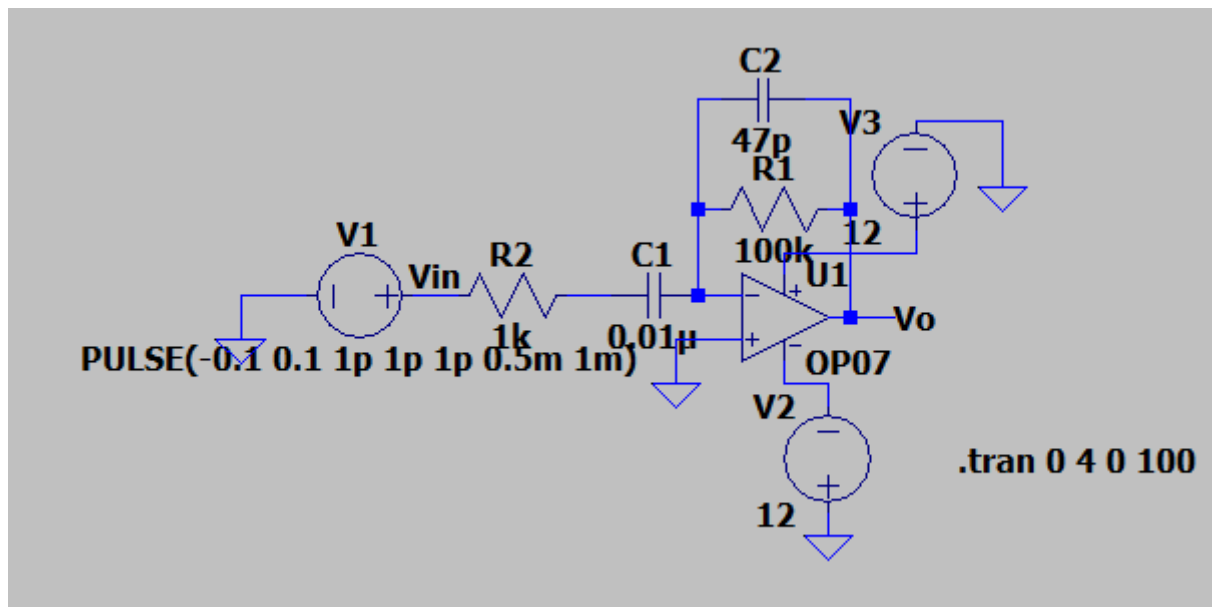 C2
47p
V3
R1
100k
12
V1
Vin
R2
1k
C1
0.01µ
U1
Vo
PULSE(-0.1 0.1 1p 1p 1p 0.5m 1m)
OP07
V2
12
.tran 0 4 0 100